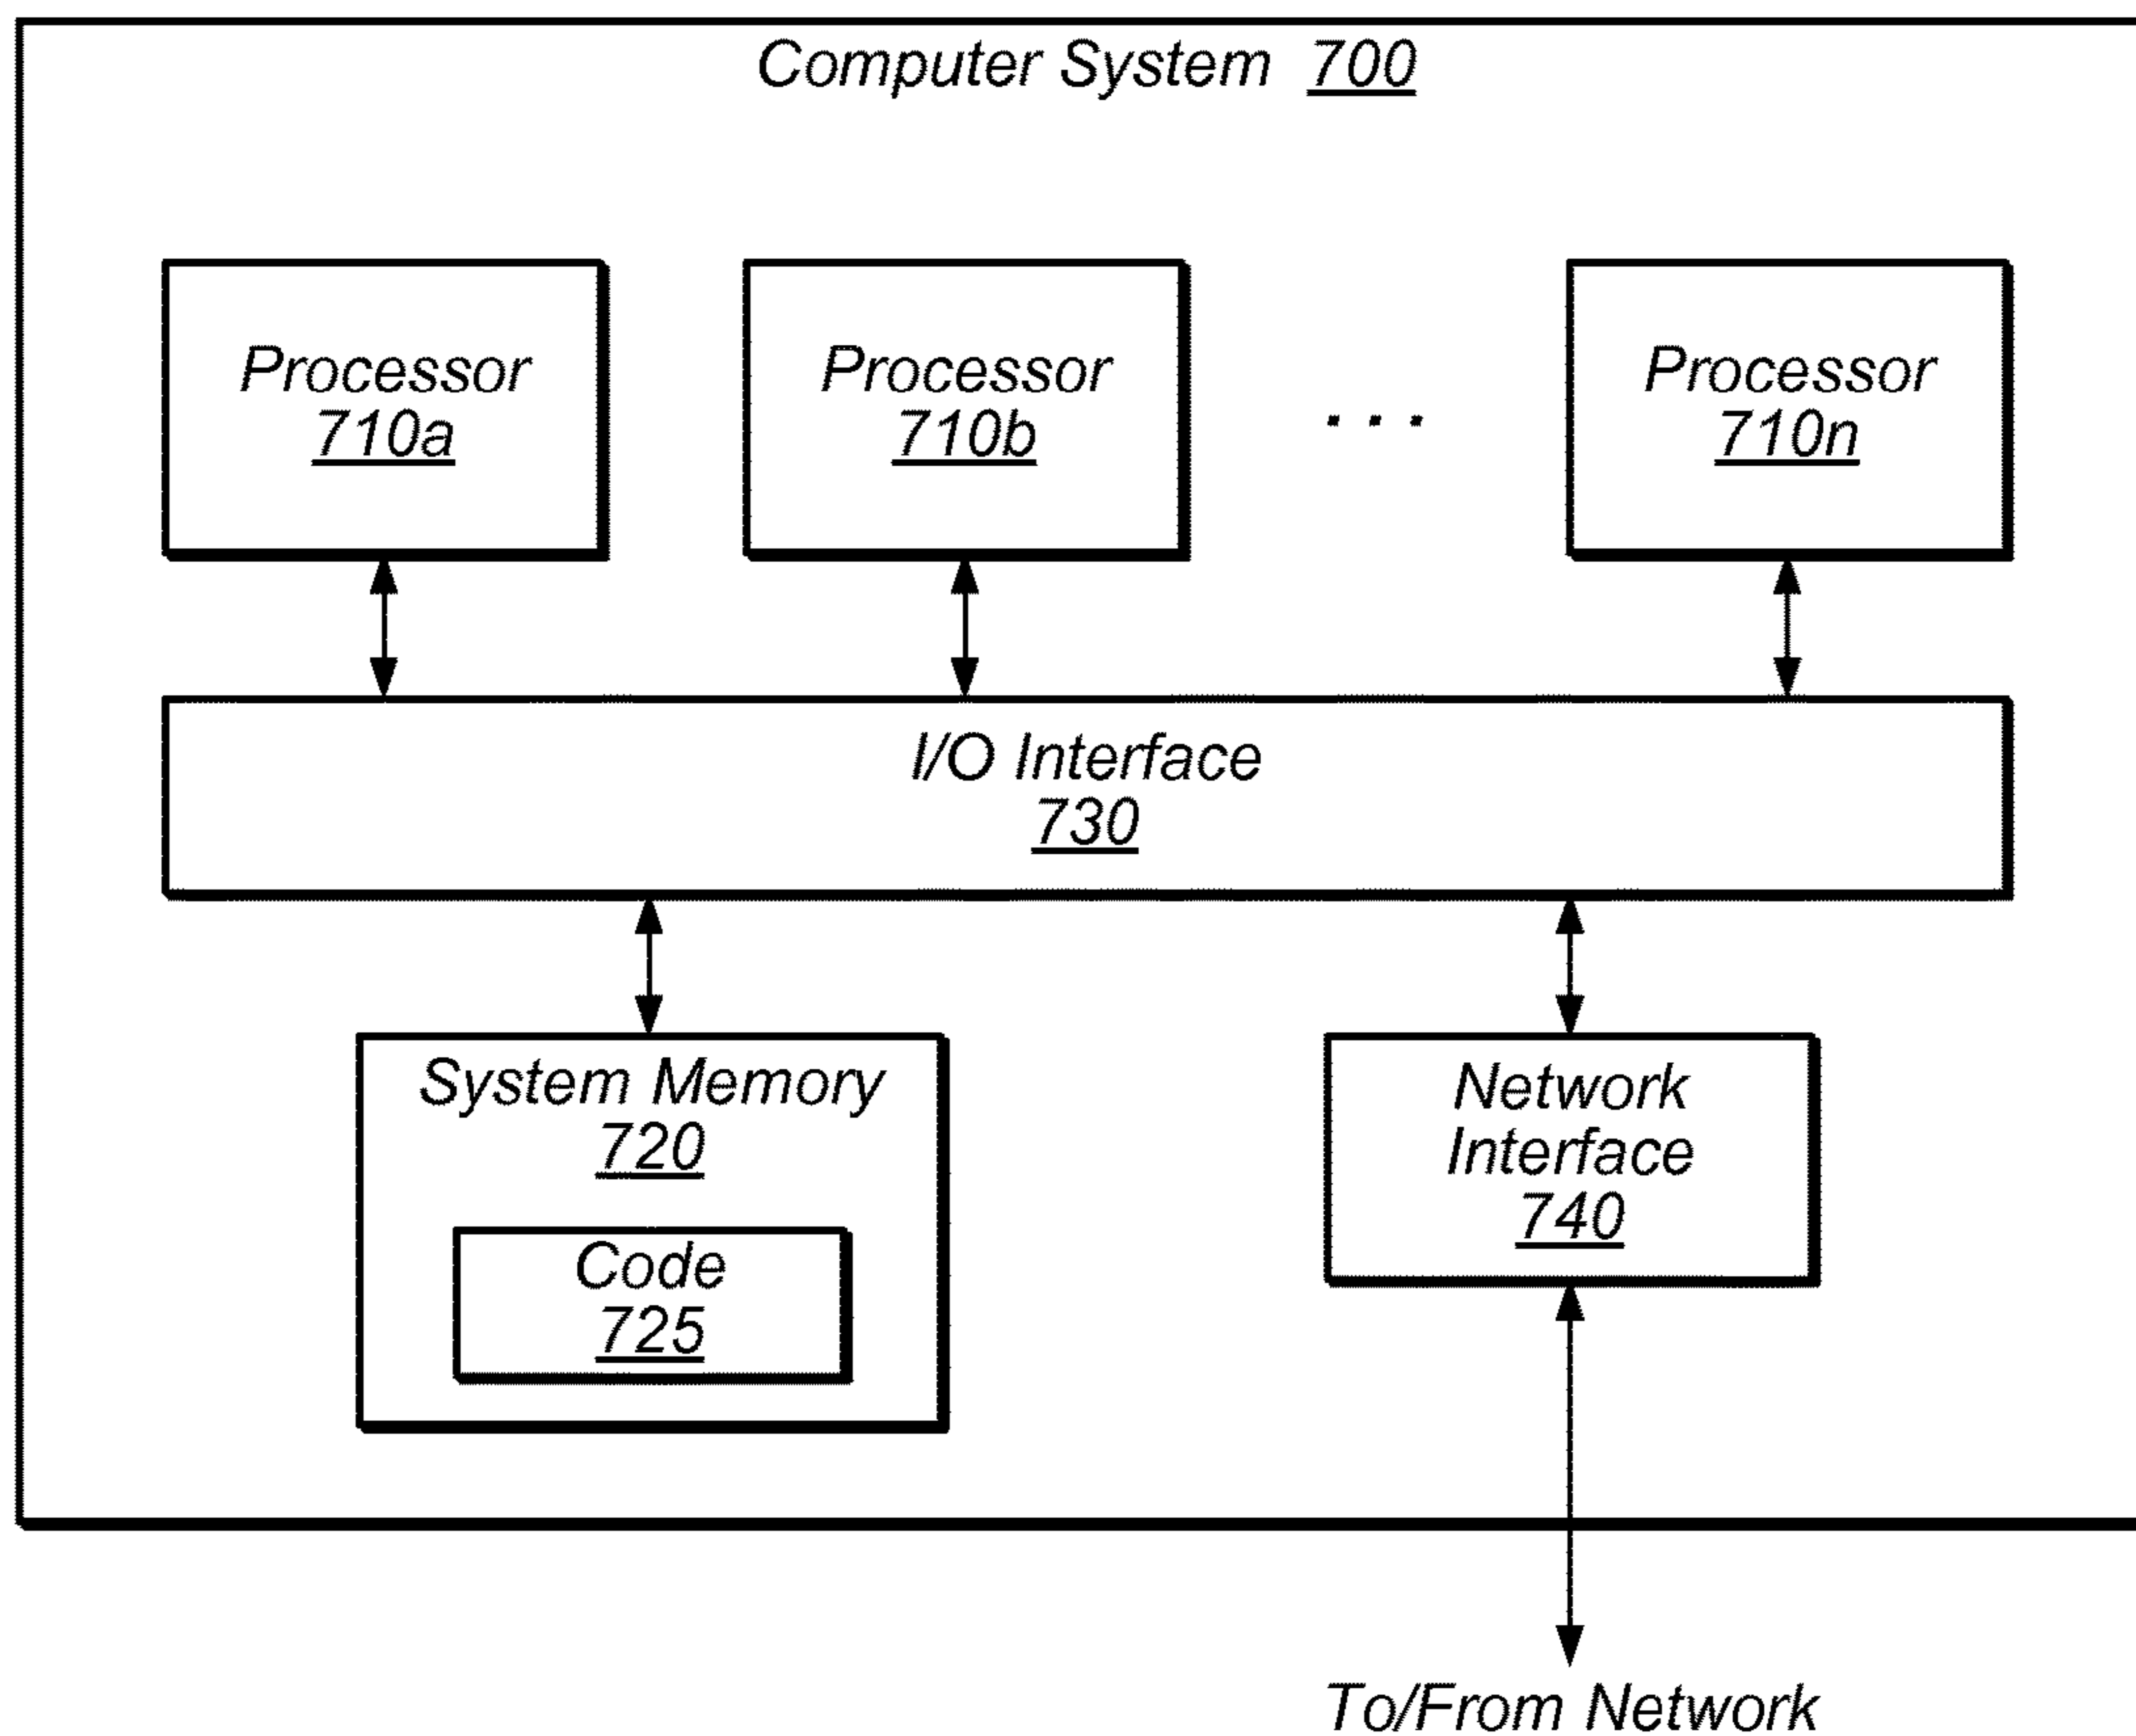 Computer System 700
Processor
710a
Processor
710b
. . .
Processor
710n
I/O Interface
730
System Memory
720
Code
725
Network
Interface
740
To/From Network